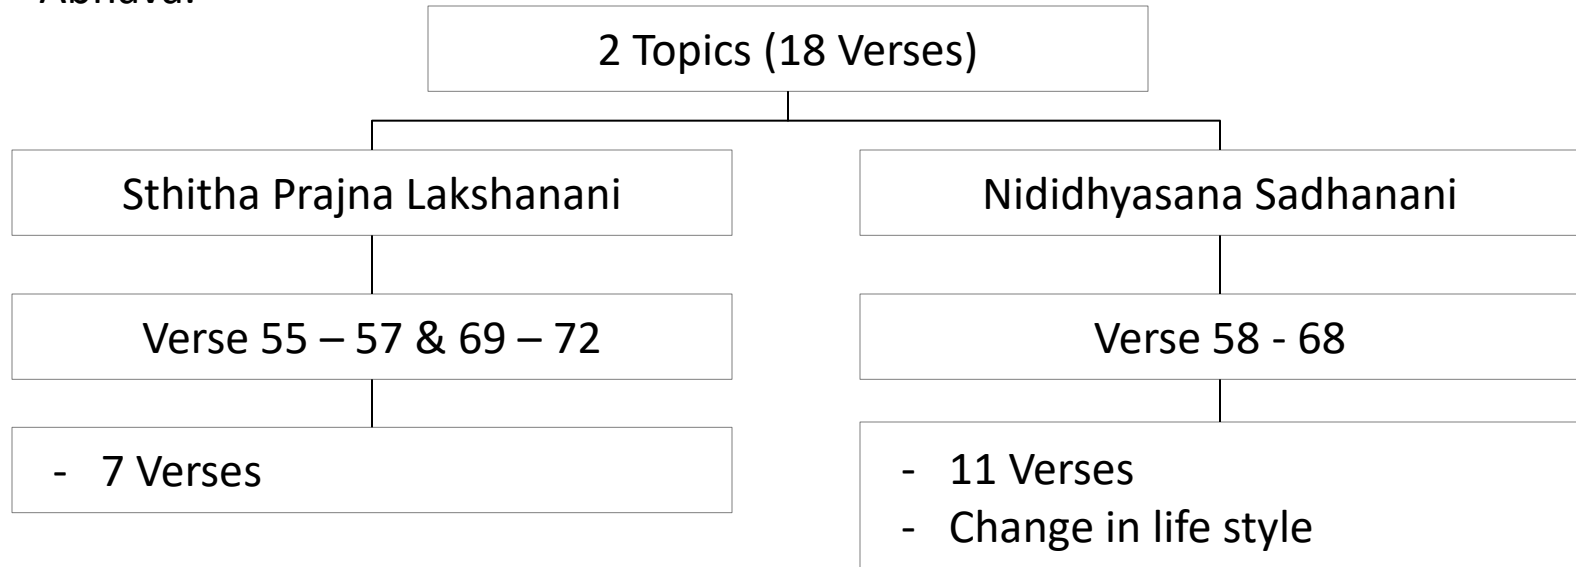 2 Topics (18 Verses)
Sthitha Prajna Lakshanani
Nididhyasana Sadhanani
Verse 55 – 57 & 69 – 72
Verse 58 - 68
- 7 Verses
- 11 Verses
- Change in life style